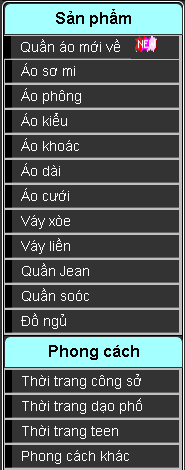 Sản phẩm
Quần áo mới về NEW
Áo sơ mi
Áo phông
Áo kiểu
Áo khoác
Áo dài
Áo cưới
Váy xòe
Váy liền
Quần Jean
Quần soóc
Đồ ngủ
Phong cách
Thời trang công sở
Thời trang dạo phố
Thời trang teen
Phong cách khác